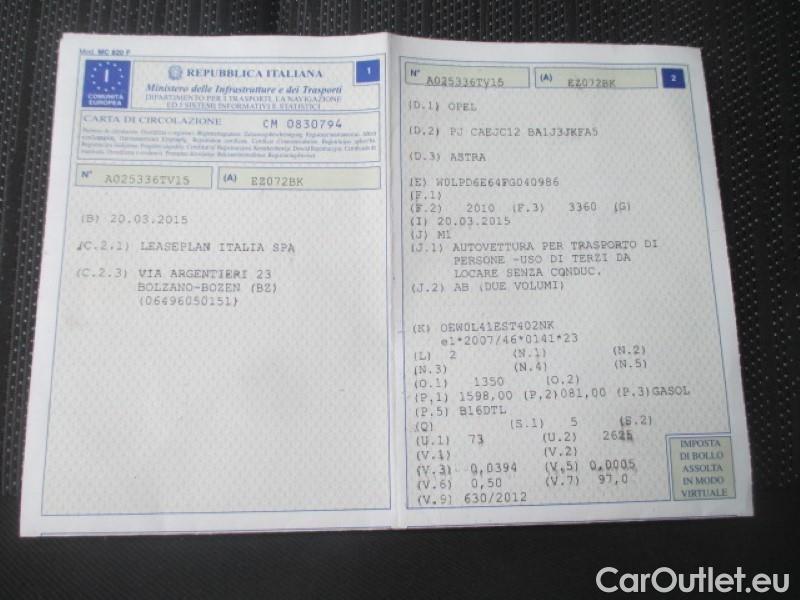 Mod. MC 820 F
I
COMUNITÀ
EUROPEA
REPUBBLICA ITALIANA
1
Ministero delle Infrastrutture e dei Trasporti
DIPARTIMENTO PER I TRASPORTI, LA NAVIGAZIONE
ED I SISTEMI INFORMATIVI E STATISTICI
CARTA DI CIRCOLAZIONE CM 0830794
N° A025336TV15 (A) EZ072BK
(B) 20.03.2015
(C.2.1) LEASEPLAN ITALIA SPA
(C.2.3) VIA ARGENTIERI 23
BOLZANO-BOZEN (BZ)
(06496050151)
N° A025336TV15 (A) EZ072BK 2
(D.1) OPEL
(D.2) PJ CAEJC12 BA1J3JKFA5
(D.3) ASTRA
(E) W0LPD6E64FG040986
(F.1)
(F.2) 2010 (F.3) 3360 (G)
(I) 20.03.2015
(J) M1
(J.1) AUTOVETTURA PER TRASPORTO DI
PERSONE -USO DI TERZI DA
LOCARE SENZA CONDUC.
(J.2) AB (DUE VOLUMI)
(K) OEW0L41EST402NK
e1*2007/46*0141*23
(L) 2 (N.1) (N.2)
(N.3) (N.4) (N.5)
(O.1) 1350 (O.2)
(P.1) 1598,00 (P.2)081,00 (P.3)GASOL
(P.5) B16DTL
(Q) (S.1) 5 (S.2)
(U.1) 73 (U.2) 2625
(V.1) (V.2)
(V.3) 0,0394 (V.5) 0,0005
(V.6) 0,50 (V.7) 97,0
(V.9) 630/2012
IMPOSTA
DI BOLLO
ASSOLTA
IN MODO
VIRTUALE
CarOutlet.eu